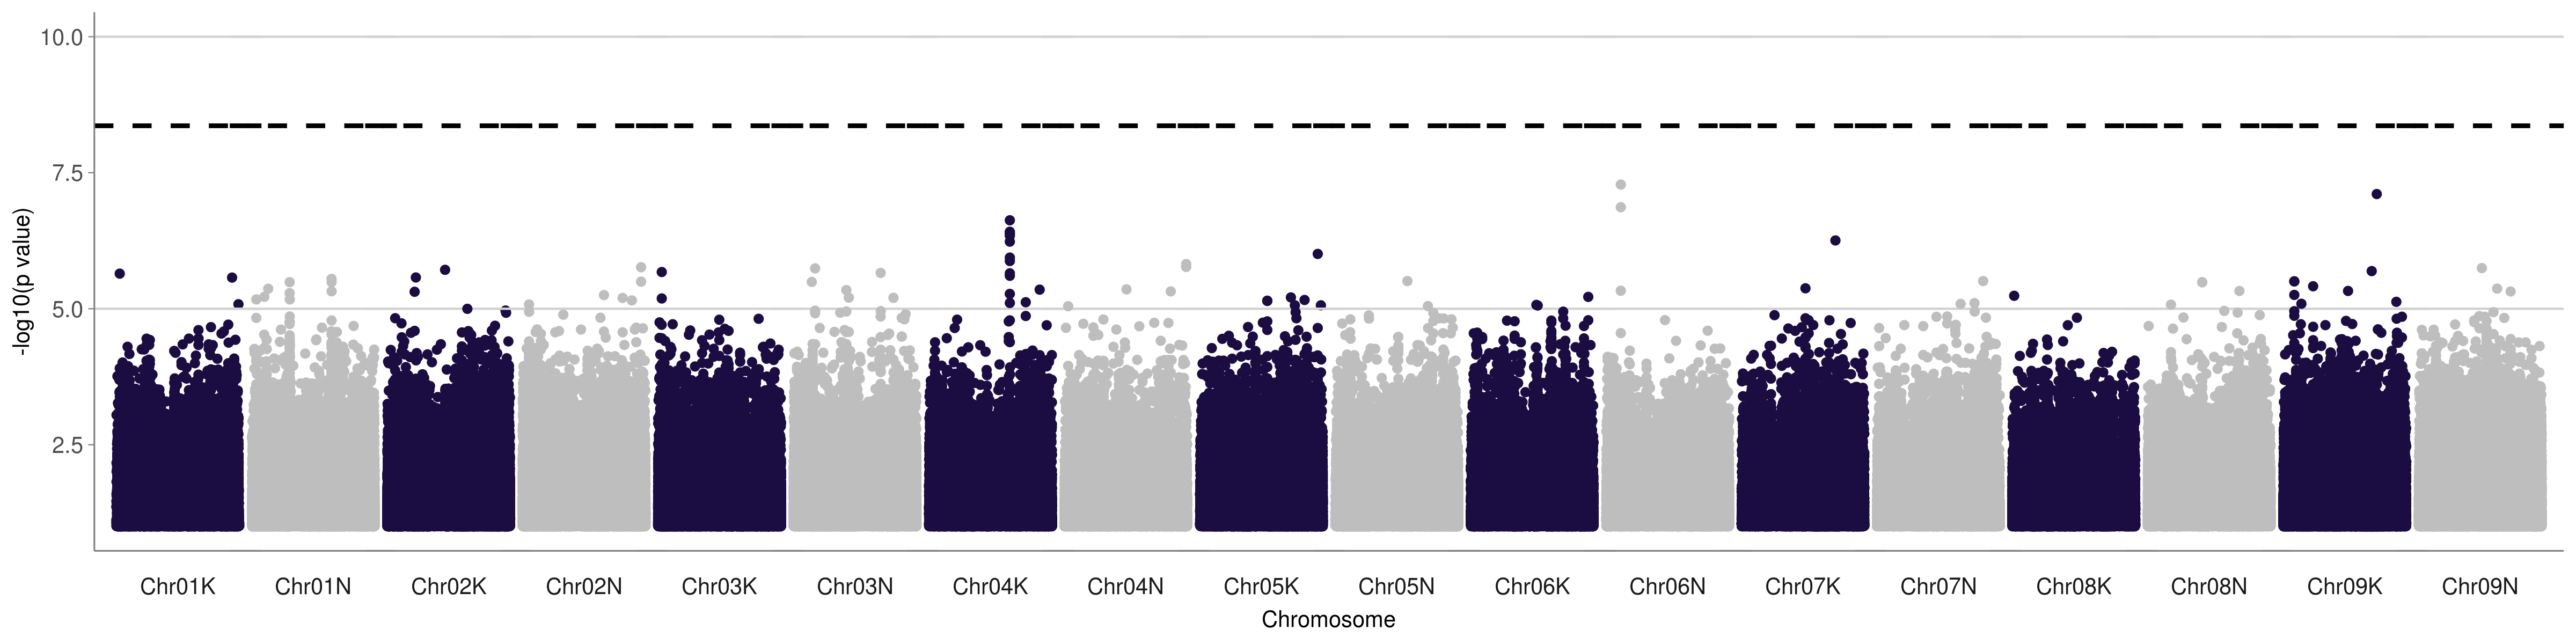 10.0
7.5
5.0
2.5
-log10(p value)
Chr01K Chr01N Chr02K Chr02N Chr03K Chr03N Chr04K Chr04N Chr05K Chr05N Chr06K Chr06N Chr07K Chr07N Chr08K Chr08N Chr09K Chr09N
Chromosome